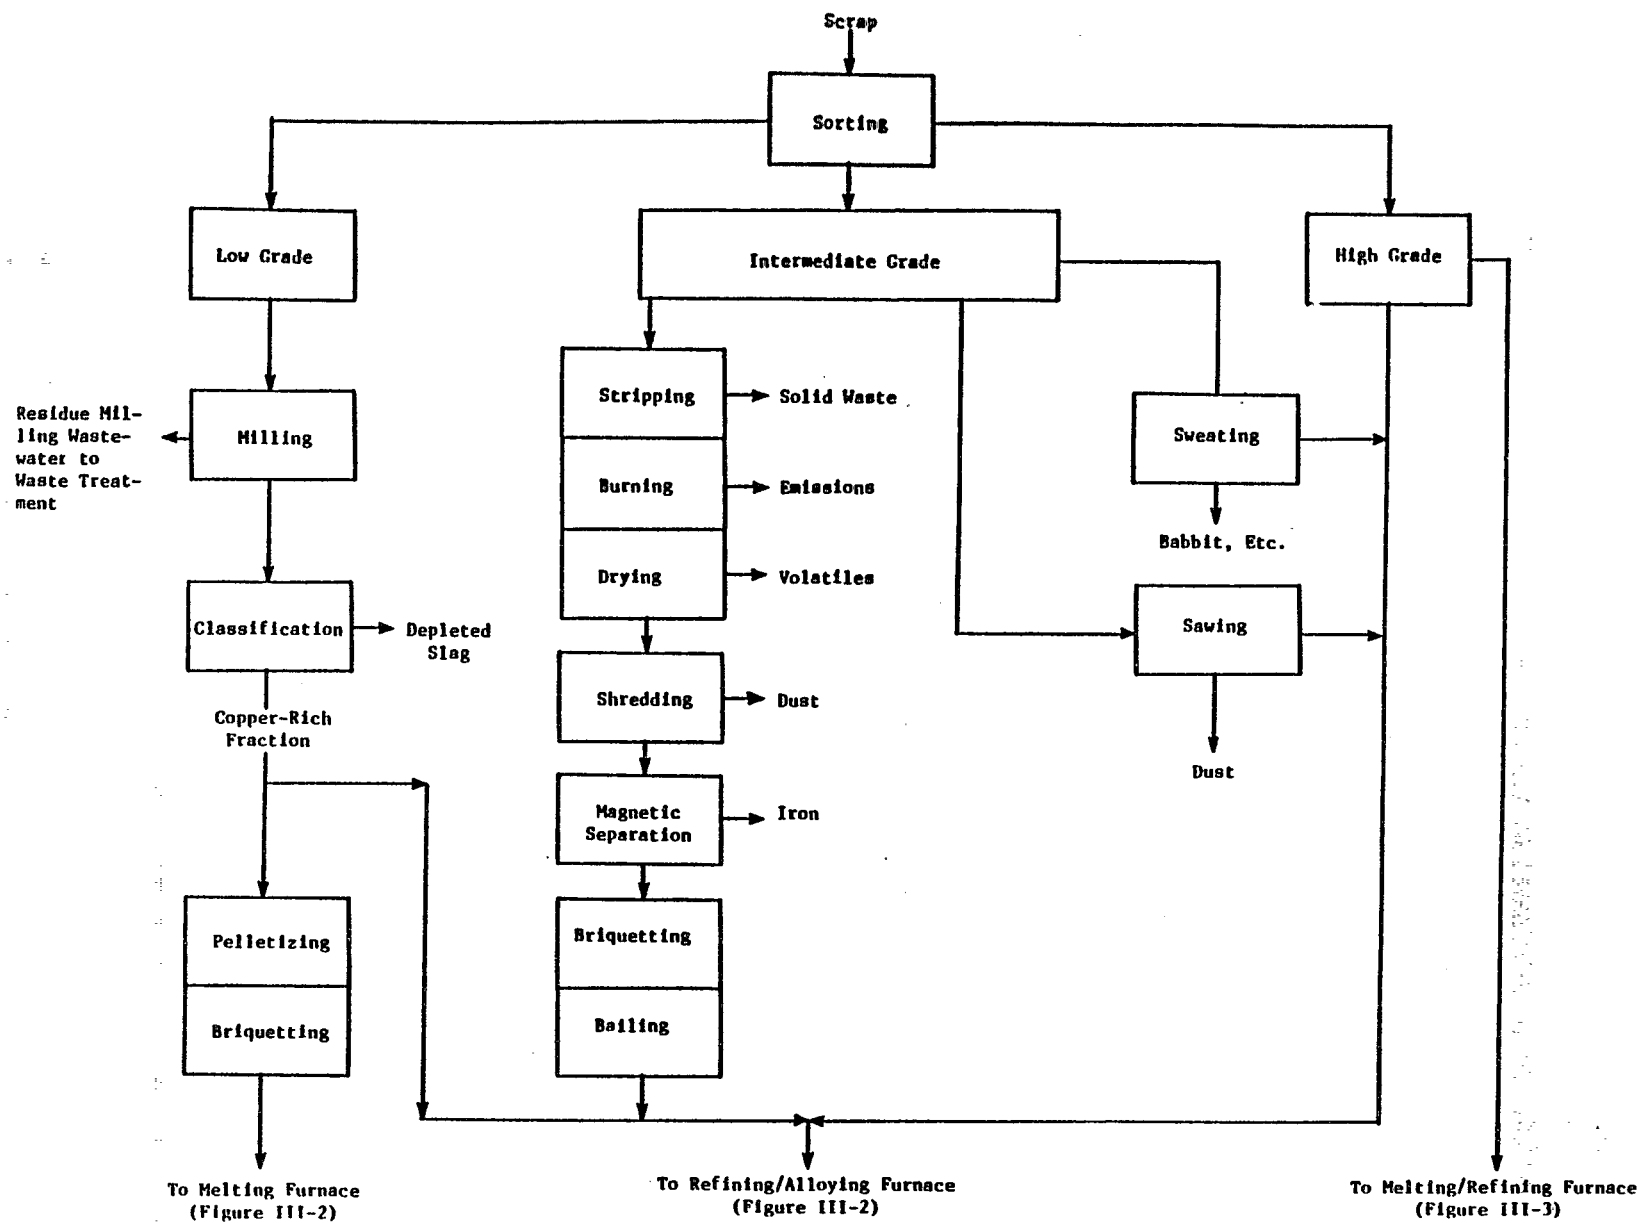 Scrap
Sorting
Low Grade
Intermediate Grade
High Grade
Residue Mil-
ling Waste-
water to
Waste Treat-
ment
Milling
Classification
Depleted
Slag
Copper-Rich
Fraction
Pelletizing
Briquetting
To Melting Furnace
(Figure III-2)
Stripping
Solid Waste
Burning
Emissions
Drying
Volatiles
Shredding
Dust
Magnetic
Separation
Iron
Briquetting
Bailing
To Refining/Alloying Furnace
(Figure III-2)
Sweating
Babbit, Etc.
Sawing
Dust
To Melting/Refining Furnace
(Figure III-3)